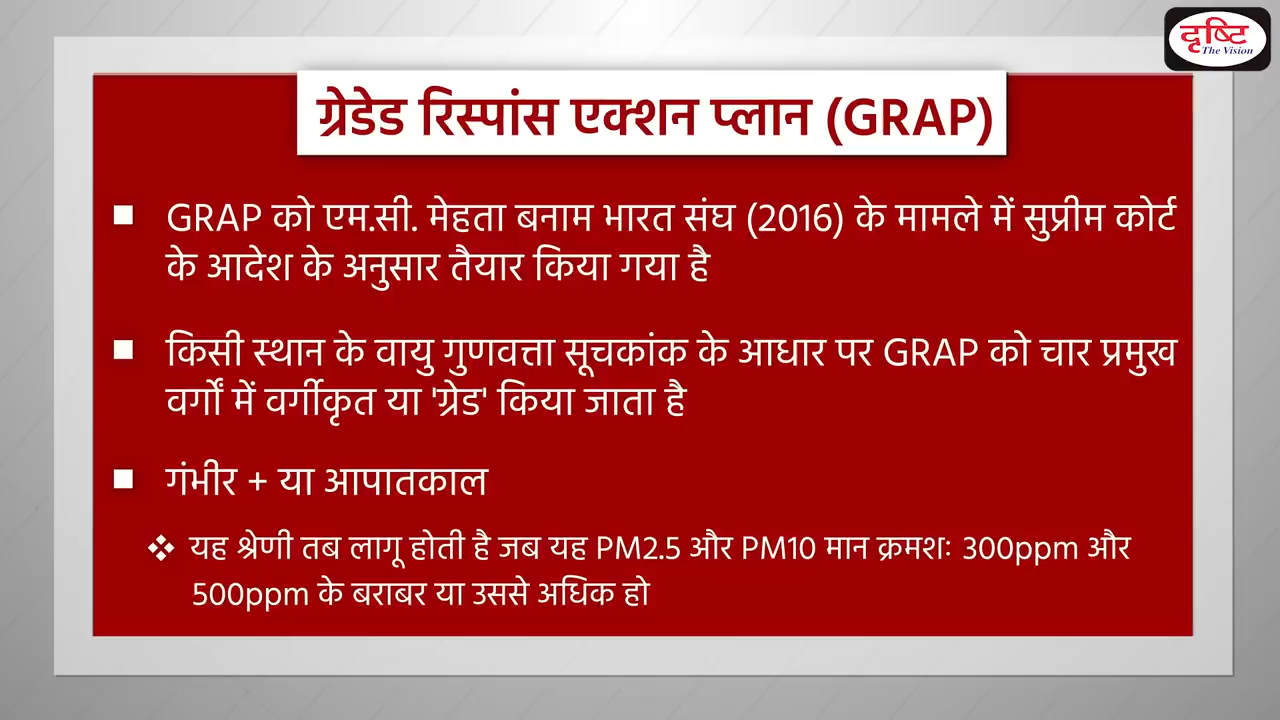 दृष्टि
The Vision
ग्रेडेड रिस्पांस एक्शन प्लान (GRAP)
GRAP को एम.सी. मेहता बनाम भारत संघ (2016) के मामले में सुप्रीम कोर्ट
के आदेश के अनुसार तैयार किया गया है
किसी स्थान के वायु गुणवत्ता सूचकांक के आधार पर GRAP को चार प्रमुख
वर्गों में वर्गीकृत या 'ग्रेड' किया जाता है
गंभीर + या आपातकाल
यह श्रेणी तब लागू होती है जब यह PM2.5 और PM10 मान क्रमशः 300ppm और
500ppm के बराबर या उससे अधिक हो